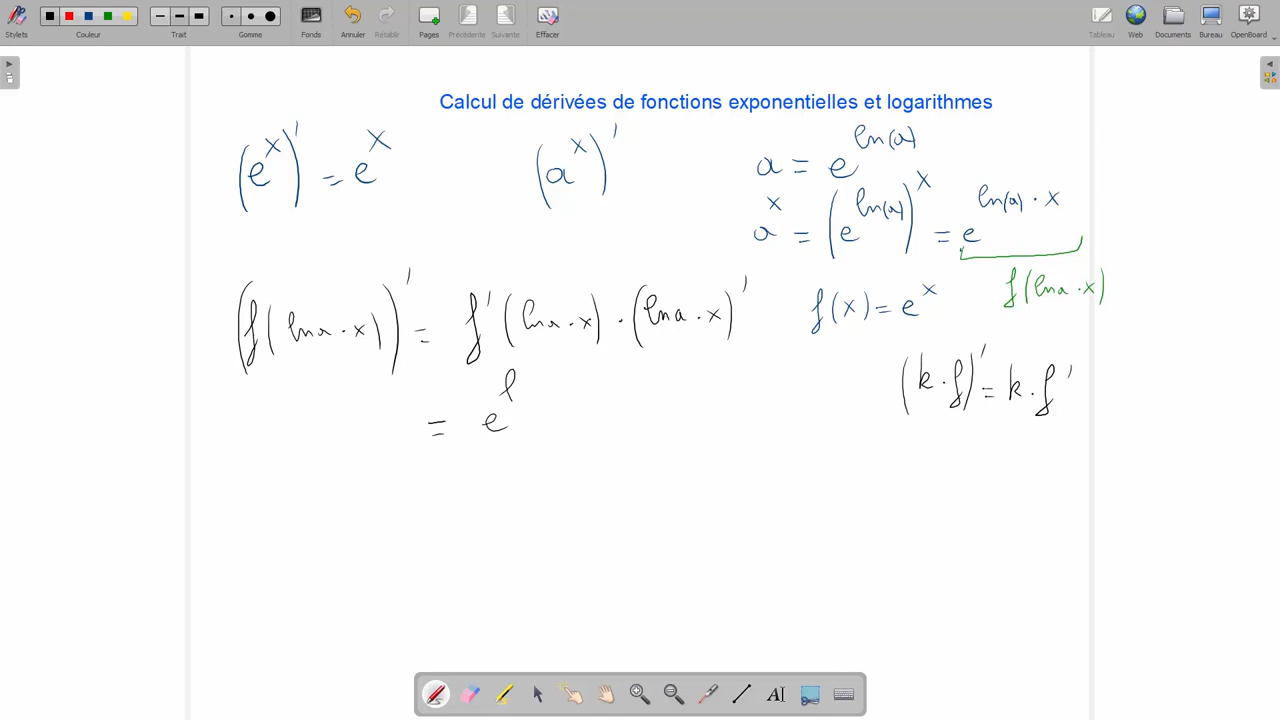 Stylets Couleur Trait Gomme Fonds Annuler Rétablir Pages Précédente Suivante Effacer Tableau Web Documents Bureau OpenBoard
Calcul de dérivées de fonctions exponentielles et logarithmes
(e^x)' = e^x
(a^x)'
a = e^ln(a)
a^x = (e^ln(a))^x = e^ln(a)·x
f(ln a · x)
f(x) = e^x
(f(ln a · x))' = f'(ln a · x) · (ln a · x)'
(k · f)' = k · f'
= e^l